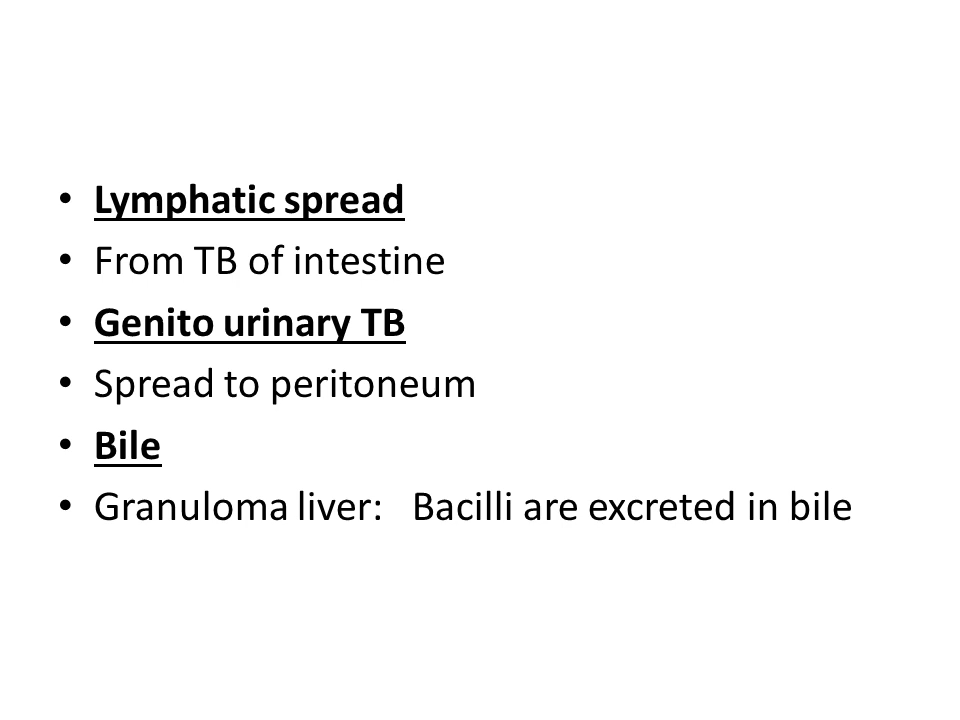 • Lymphatic spread
• From TB of intestine
• Genito urinary TB
• Spread to peritoneum
• Bile
• Granuloma liver:   Bacilli are excreted in bile